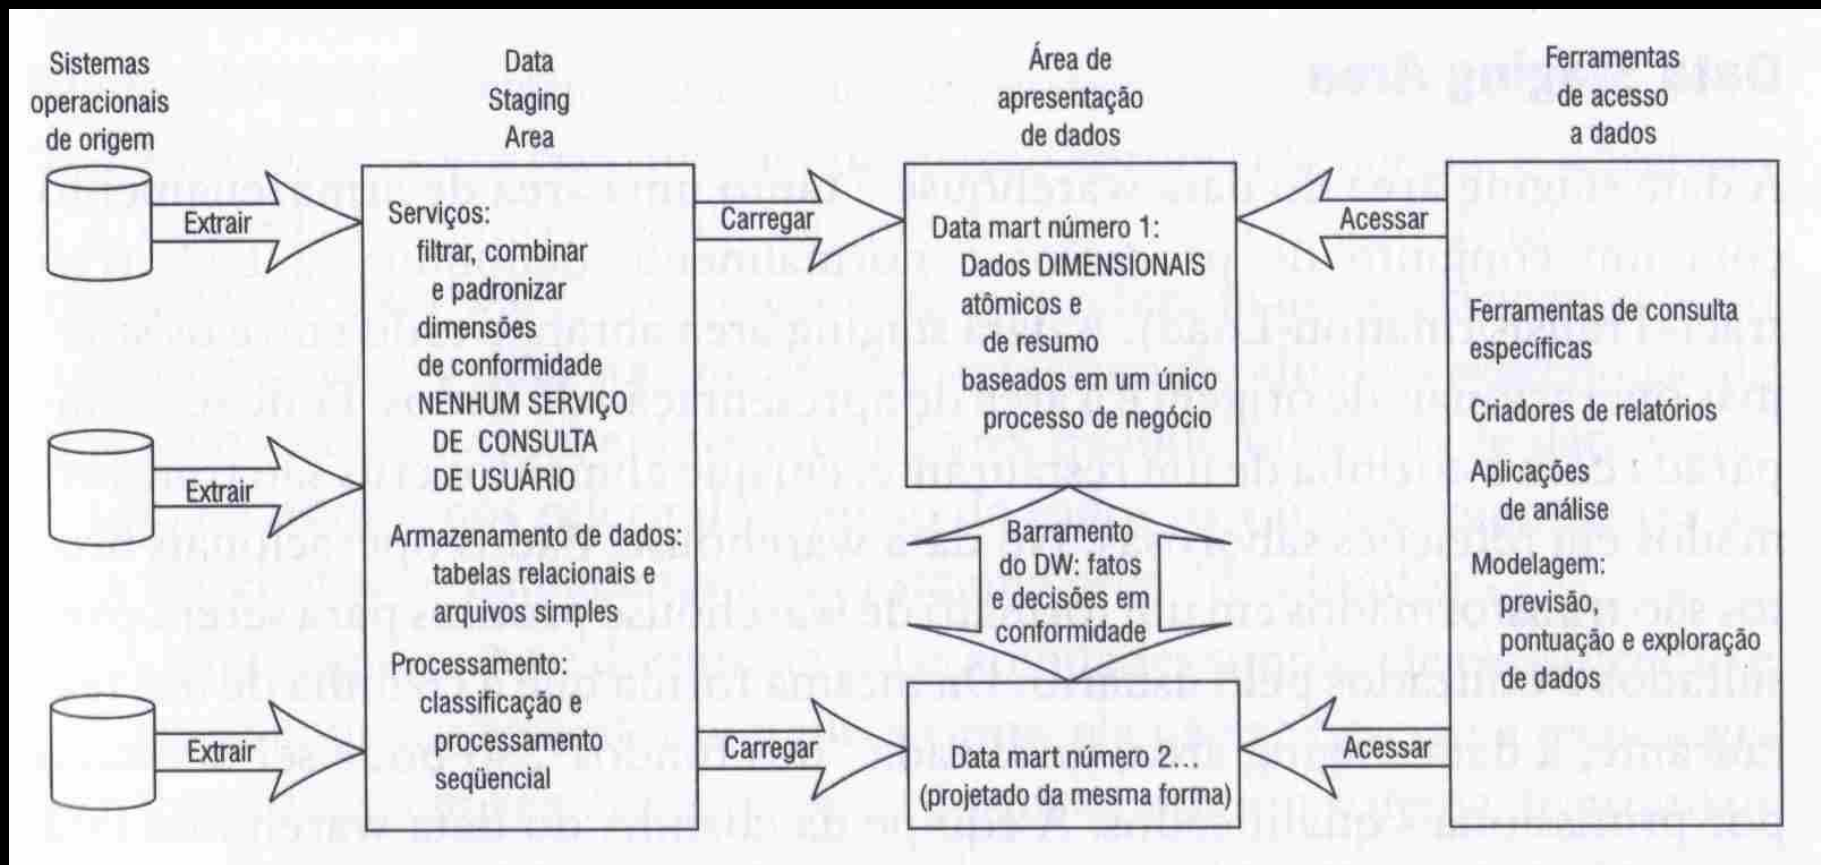 Sistemas
operacionais
de origem
Data
Staging
Area
Área de
apresentação
de dados
Ferramentas
de acesso
a dados
Extrair
Extrair
Extrair
Serviços:
filtrar, combinar
e padronizar
dimensões
de conformidade
NENHUM SERVIÇO
DE CONSULTA
DE USUÁRIO
Armazenamento de dados:
tabelas relacionais e
arquivos simples
Processamento:
classificação e
processamento
seqüencial
Carregar
Carregar
Data mart número 1:
Dados DIMENSIONAIS
atômicos e
de resumo
baseados em um único
processo de negócio
Barramento
do DW: fatos
e decisões em
conformidade
Data mart número 2...
(projetado da mesma forma)
Acessar
Acessar
Ferramentas de consulta
específicas
Criadores de relatórios
Aplicações
de análise
Modelagem:
previsão,
pontuação e exploração
de dados